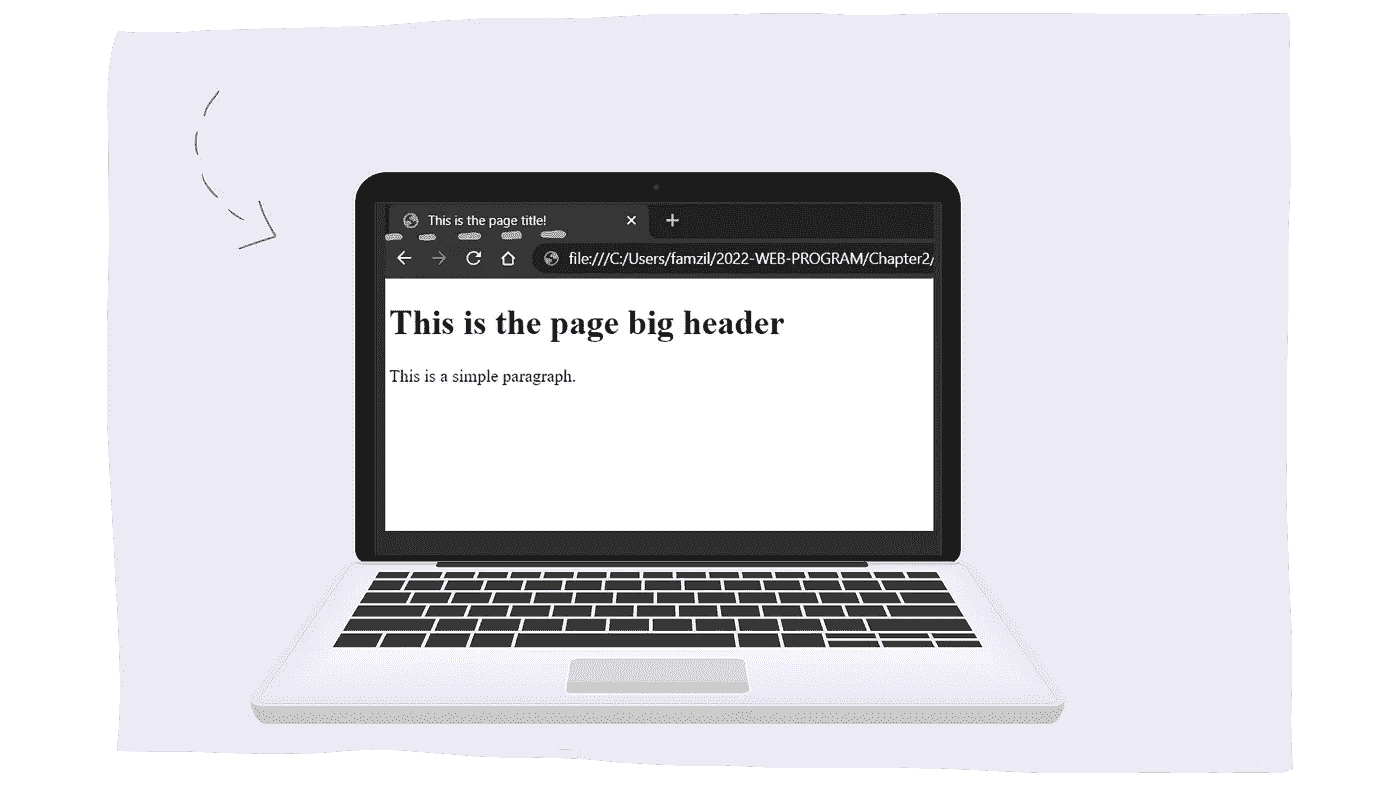 This is the page title!
file:///C:/Users/famzil/2022-WEB-PROGRAM/Chapter2/
This is the page big header
This is a simple paragraph.